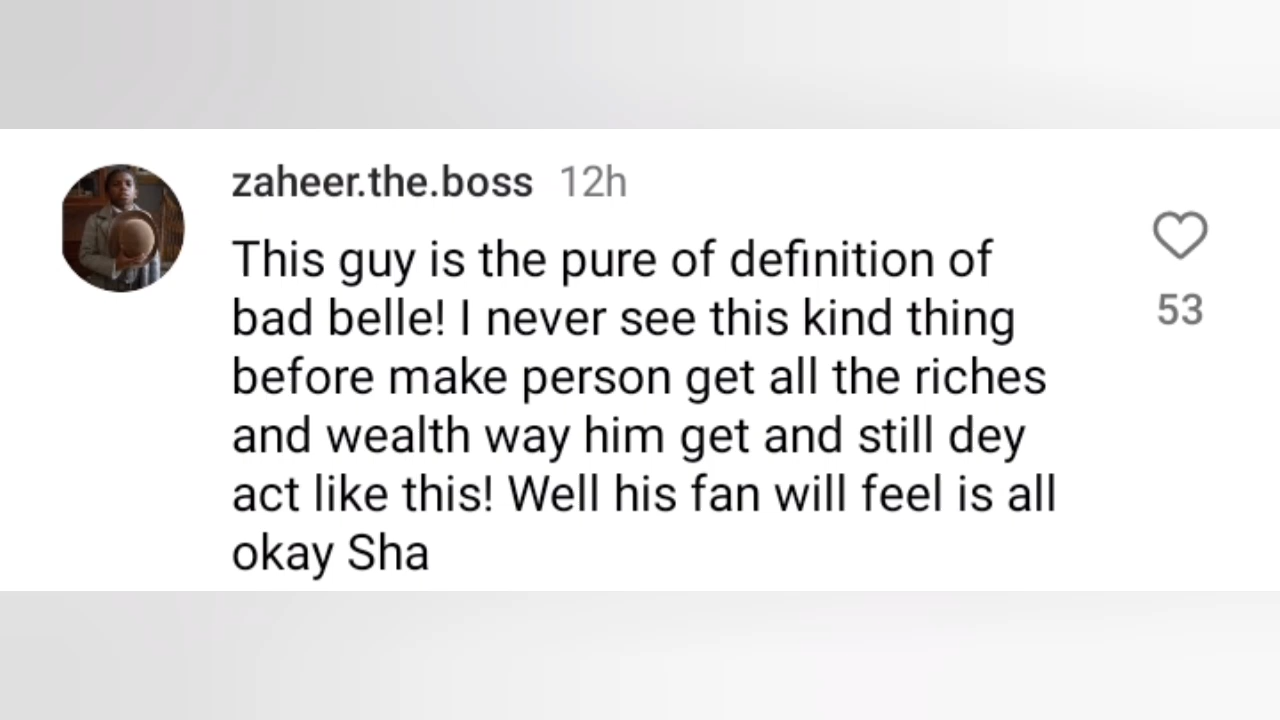 zaheer.the.boss 12h
This guy is the pure of definition of
bad belle! I never see this kind thing
before make person get all the riches
and wealth way him get and still dey
act like this! Well his fan will feel is all
okay Sha
53